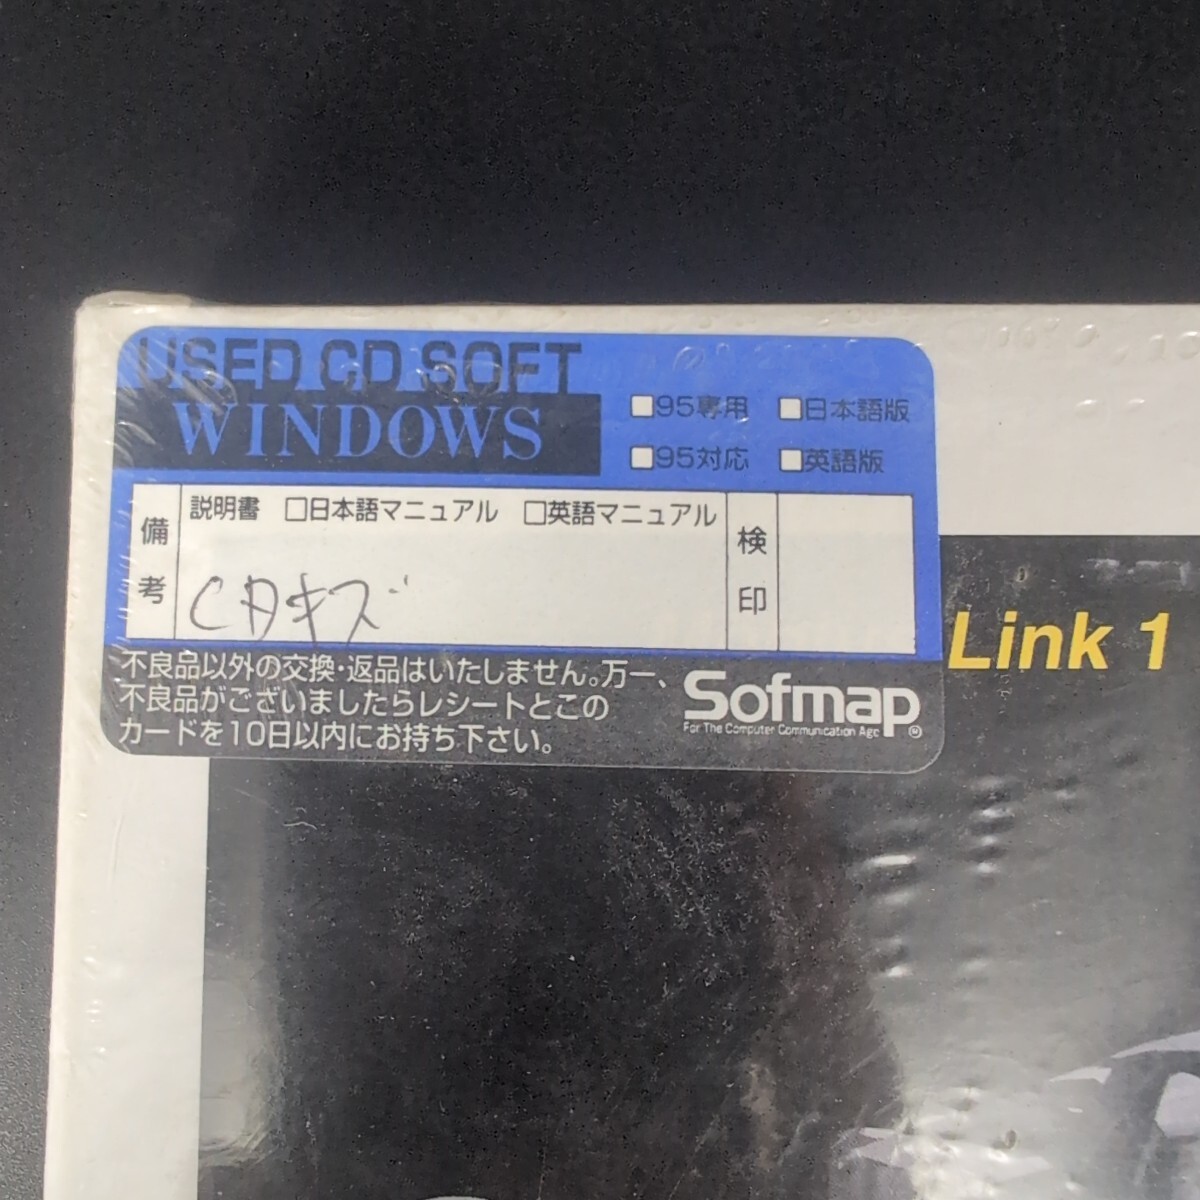 USED CD SOFT
WINDOWS
□95専用 □日本語版
□95対応 □英語版
備考
説明書 □日本語マニュアル □英語マニュアル
CDキズ
検印
不良品以外の交換・返品はいたしません。万一、
不良品がございましたらレシートとこの
カードを10日以内にお持ち下さい。
Sofmap
For The Computer Communication Age
Link 1